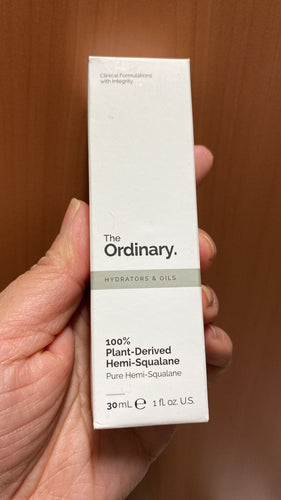 Clinical Formulations
with Integrity.
The
Ordinary.
HYDRATORS & OILS
100%
Plant-Derived
Hemi-Squalane
Pure Hemi-Squalane
30 mL ℮ 1 fl oz. U.S.